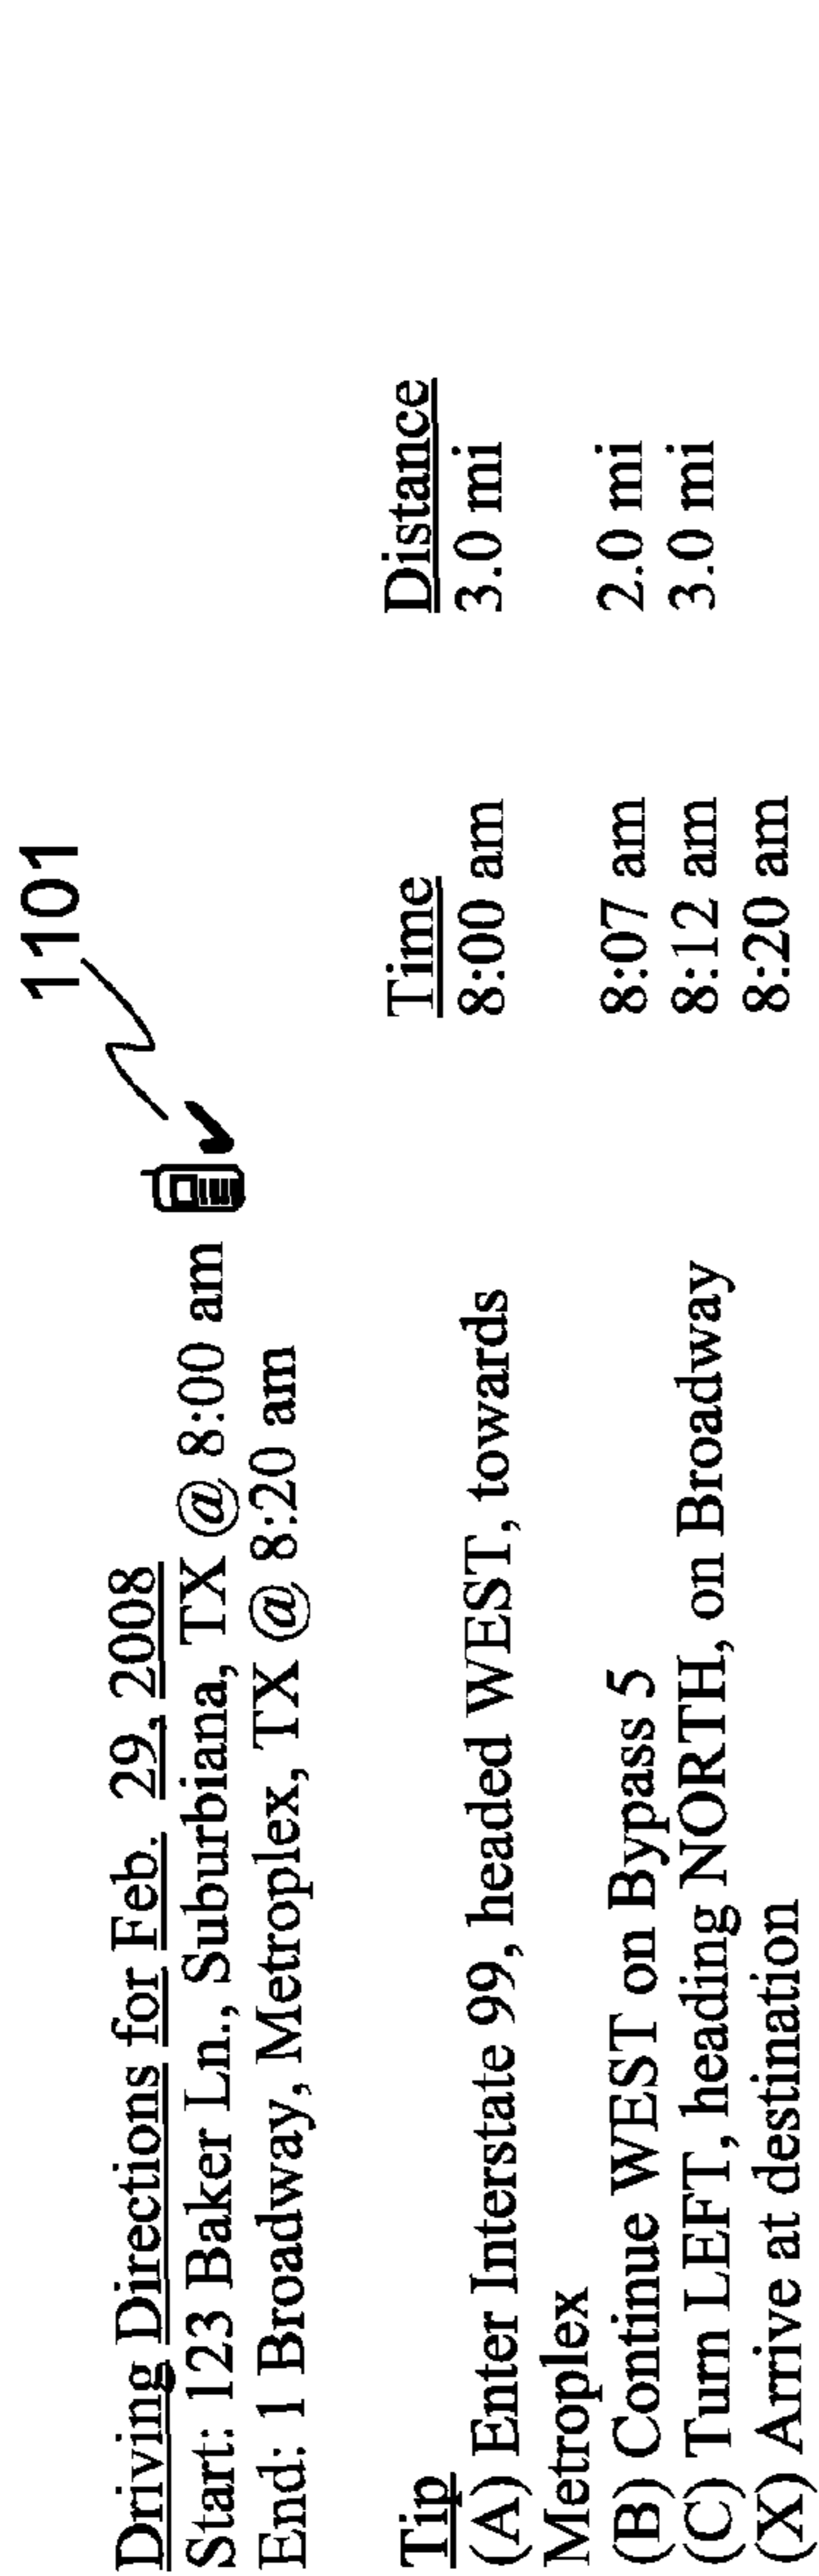 1101
Driving Directions for Feb. 29, 2008
Start: 123 Baker Ln., Suburbiana, TX @ 8:00 am
End: 1 Broadway, Metroplex, TX @ 8:20 am
Tip Time Distance
(A) Enter Interstate 99, headed WEST, towards 8:00 am 3.0 mi
Metroplex
(B) Continue WEST on Bypass 5 8:07 am 2.0 mi
(C) Turn LEFT, heading NORTH, on Broadway 8:12 am 3.0 mi
(X) Arrive at destination 8:20 am